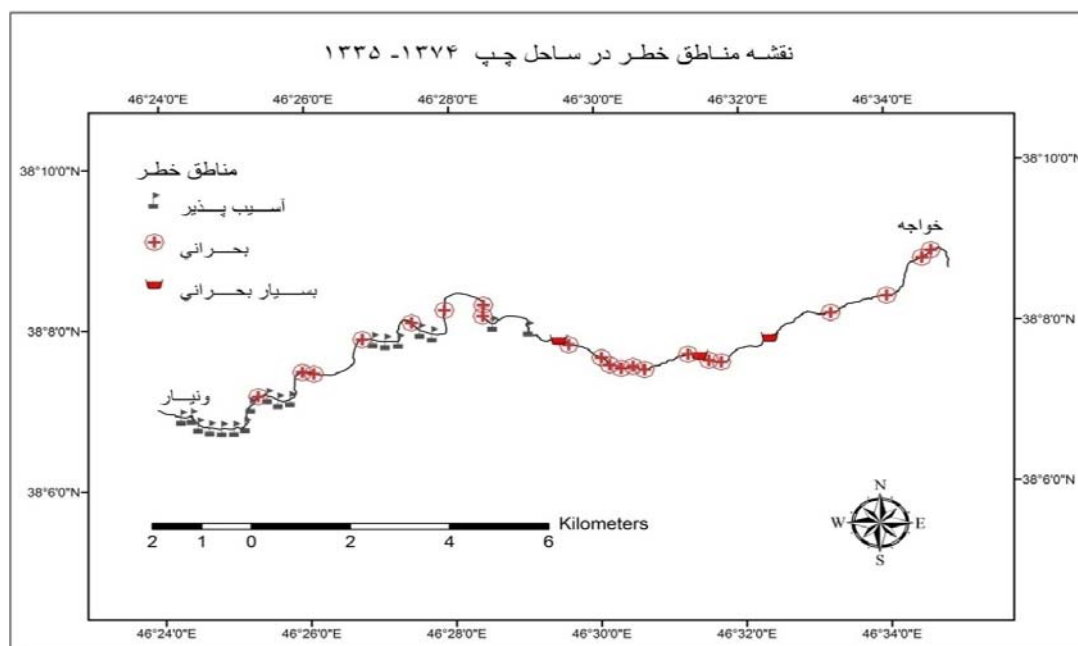 نقشه مناطق خطر در ساحل چپ ۱۳۷۴- ۱۳۳۵
46°24'0"E 46°26'0"E 46°28'0"E 46°30'0"E 46°32'0"E 46°34'0"E
38°10'0"N 38°10'0"N
مناطق خطر
آسیب پذیر
بحراني
بسیار بحراني
خواجه
38°8'0"N 38°8'0"N
ونیار
38°6'0"N 38°6'0"N
N
W E
S
Kilometers
2 1 0 2 4 6
46°24'0"E 46°26'0"E 46°28'0"E 46°30'0"E 46°32'0"E 46°34'0"E